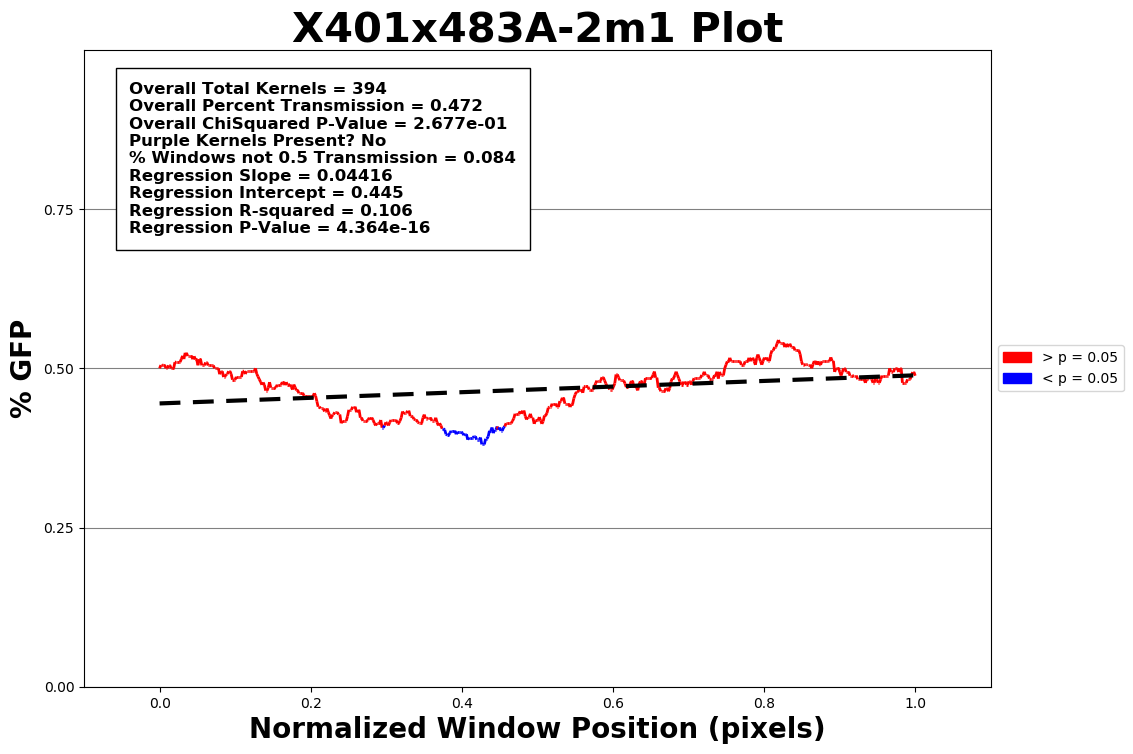 X401x483A-2m1 Plot
Overall Total Kernels = 394
Overall Percent Transmission = 0.472
Overall ChiSquared P-Value = 2.677e-01
Purple Kernels Present? No
% Windows not 0.5 Transmission = 0.084
Regression Slope = 0.04416
Regression Intercept = 0.445
Regression R-squared = 0.106
Regression P-Value = 4.364e-16
% GFP
0.75
0.50
0.25
0.00
> p = 0.05
< p = 0.05
0.0 0.2 0.4 0.6 0.8 1.0
Normalized Window Position (pixels)